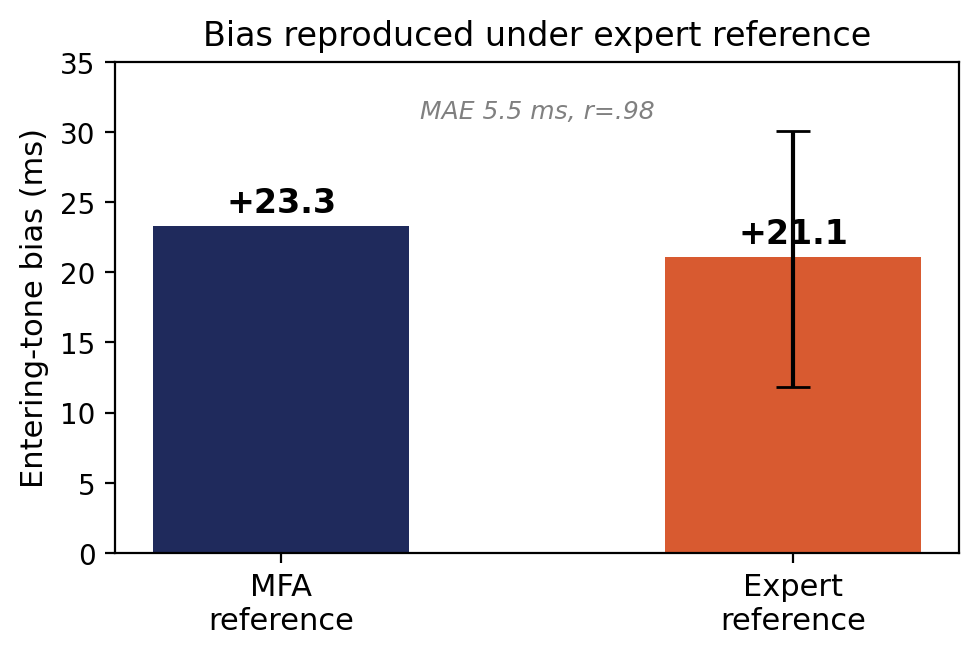 Bias reproduced under expert reference
Entering-tone bias (ms)
35
30
25
20
15
10
5
0
MAE 5.5 ms, r=.98
+23.3
+21.1
MFA
reference
Expert
reference